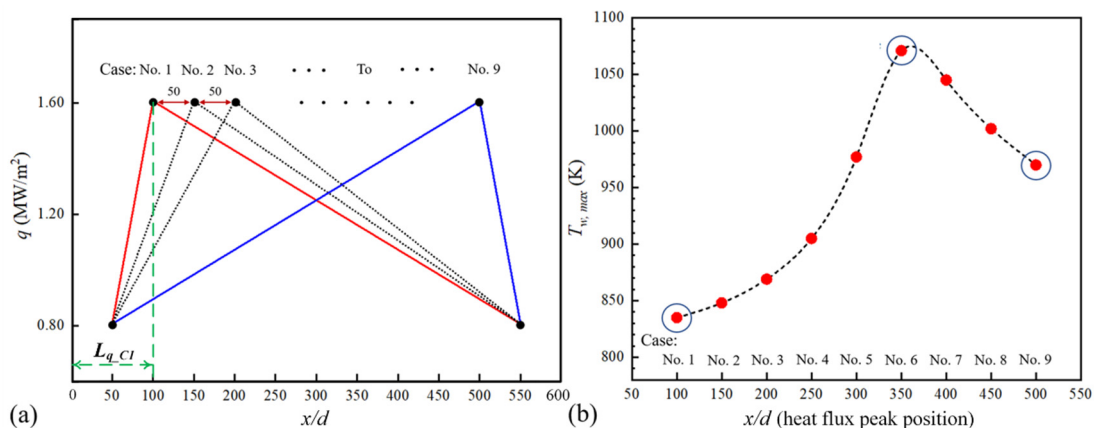 Case: No. 1 No. 2 No. 3 To No. 9
50 50
1.60
1.20
0.80
q (MW/m²)
L_{q_C1}
0 50 100 150 200 250 300 350 400 450 500 550 600
x/d
(a)
1100
1050
1000
950
900
850
800
T_{w, max} (K)
Case:
No. 1 No. 2 No. 3 No. 4 No. 5 No. 6 No. 7 No. 8 No. 9
50 100 150 200 250 300 350 400 450 500 550
x/d (heat flux peak position)
(b)